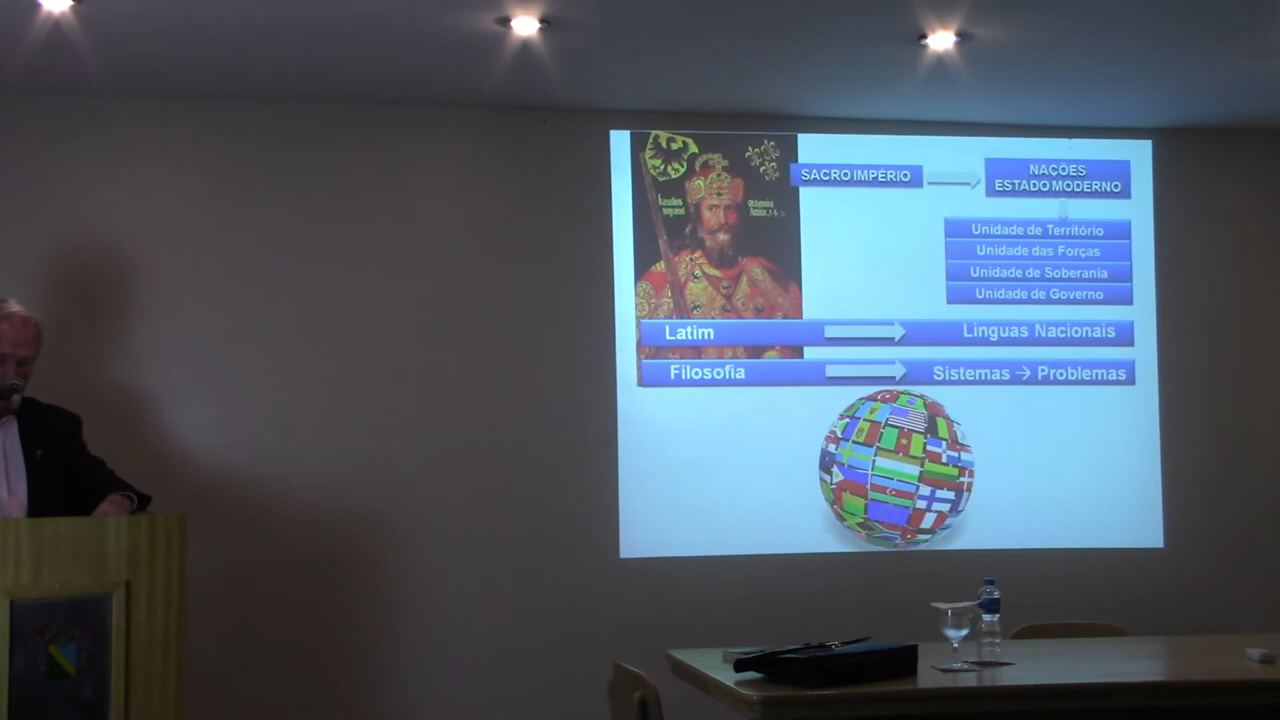 SACRO IMPÉRIO
NAÇÕES
ESTADO MODERNO
Unidade de Território
Unidade das Forças
Unidade de Soberania
Unidade de Governo
Latim
Línguas Nacionais
Filosofia
Sistemas → Problemas